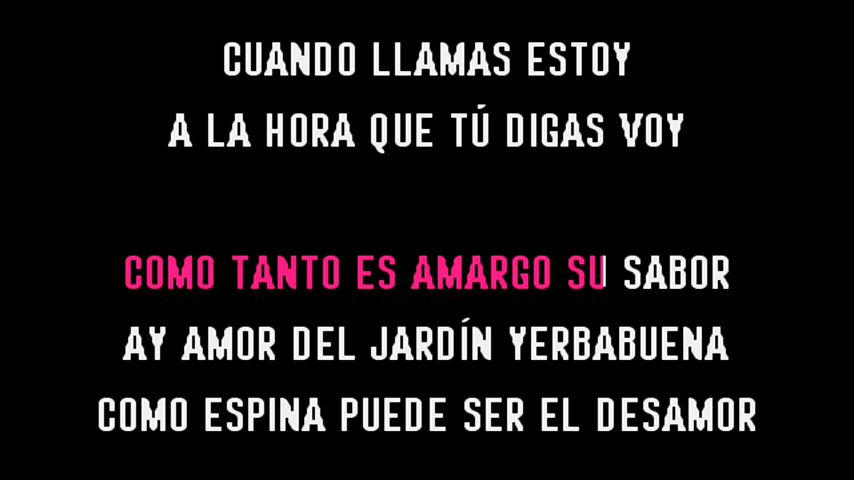 CUANDO LLAMAS ESTOY
A LA HORA QUE TÚ DIGAS VOY
COMO TANTO ES AMARGO SU SABOR
AY AMOR DEL JARDÍN YERBABUENA
COMO ESPINA PUEDE SER EL DESAMOR